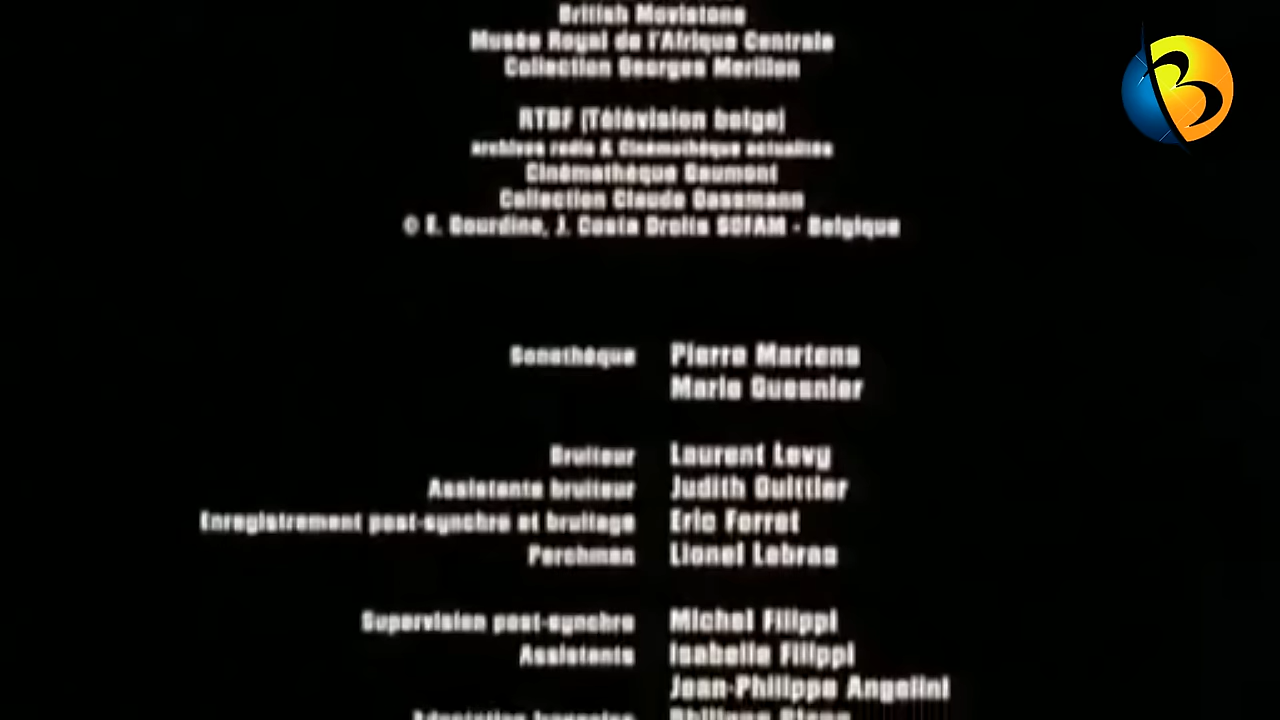 British Movietone
Musée Royal de l'Afrique Centrale
Collection Georges Merillon
RTBF (Télévision belge)
archives radio & Cinémathèque actualités
Cinémathèque Gaumont
Collection Claude Gassmann
© E. Gourdine, J. Costa Droits SOFAM - Belgique
Sonothèque Pierre Martens
Marie Guesnier
Bruiteur Laurent Levy
Assistante bruiteur Judith Guittier
Enregistrement post-synchro et bruitage Eric Ferret
Perchman Lionel Lebras
Supervision post-synchro Michel Filippi
Assistants Isabelle Filippi
Jean-Philippe Angelini